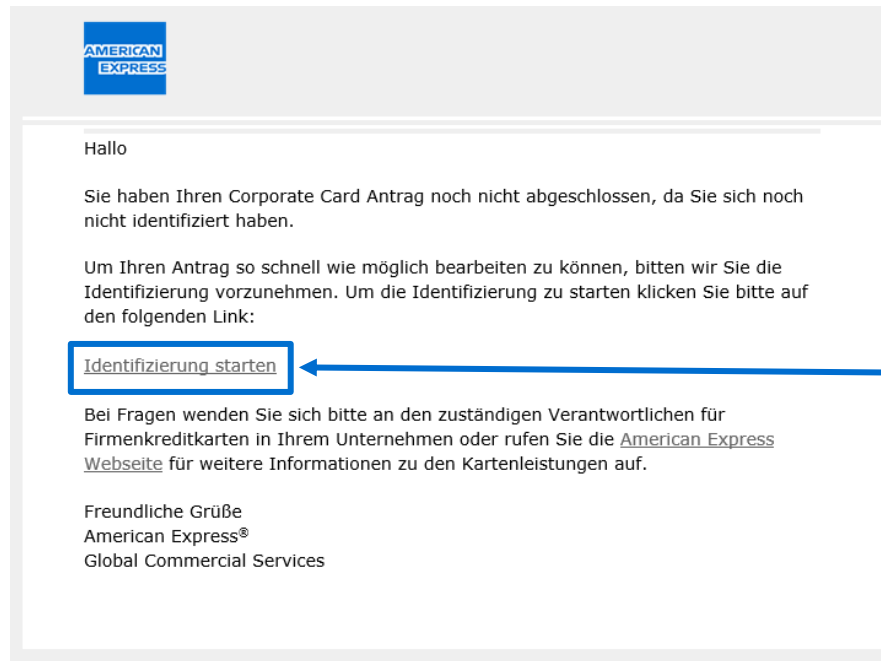 AMERICAN
EXPRESS
Hallo
Sie haben Ihren Corporate Card Antrag noch nicht abgeschlossen, da Sie sich noch
nicht identifiziert haben.
Um Ihren Antrag so schnell wie möglich bearbeiten zu können, bitten wir Sie die
Identifizierung vorzunehmen. Um die Identifizierung zu starten klicken Sie bitte auf
den folgenden Link:
Identifizierung starten
Bei Fragen wenden Sie sich bitte an den zuständigen Verantwortlichen für
Firmenkreditkarten in Ihrem Unternehmen oder rufen Sie die American Express
Webseite für weitere Informationen zu den Kartenleistungen auf.
Freundliche Grüße
American Express®
Global Commercial Services